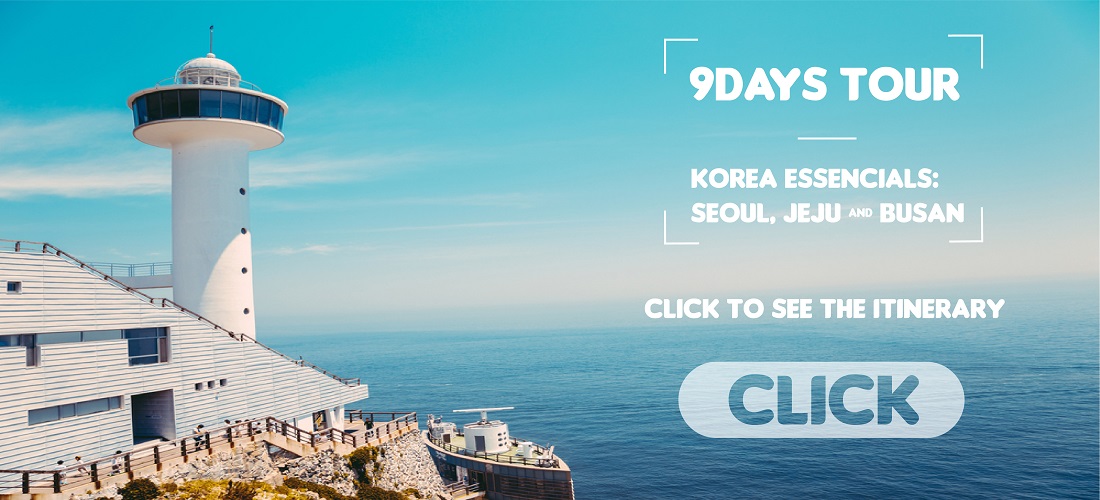 9DAYS TOUR
KOREA ESSENCIALS:
SEOUL, JEJU AND BUSAN
CLICK TO SEE THE ITINERARY
CLICK